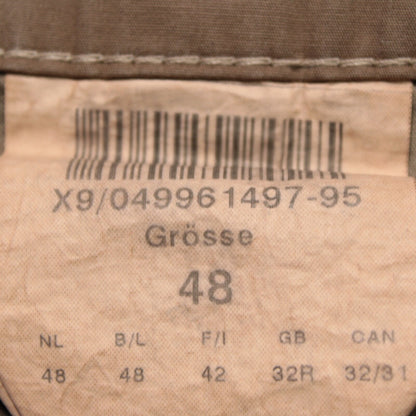 X9/049961497-95
Grösse
48
NL B/L F/I GB CAN
48 48 42 32R 32/31